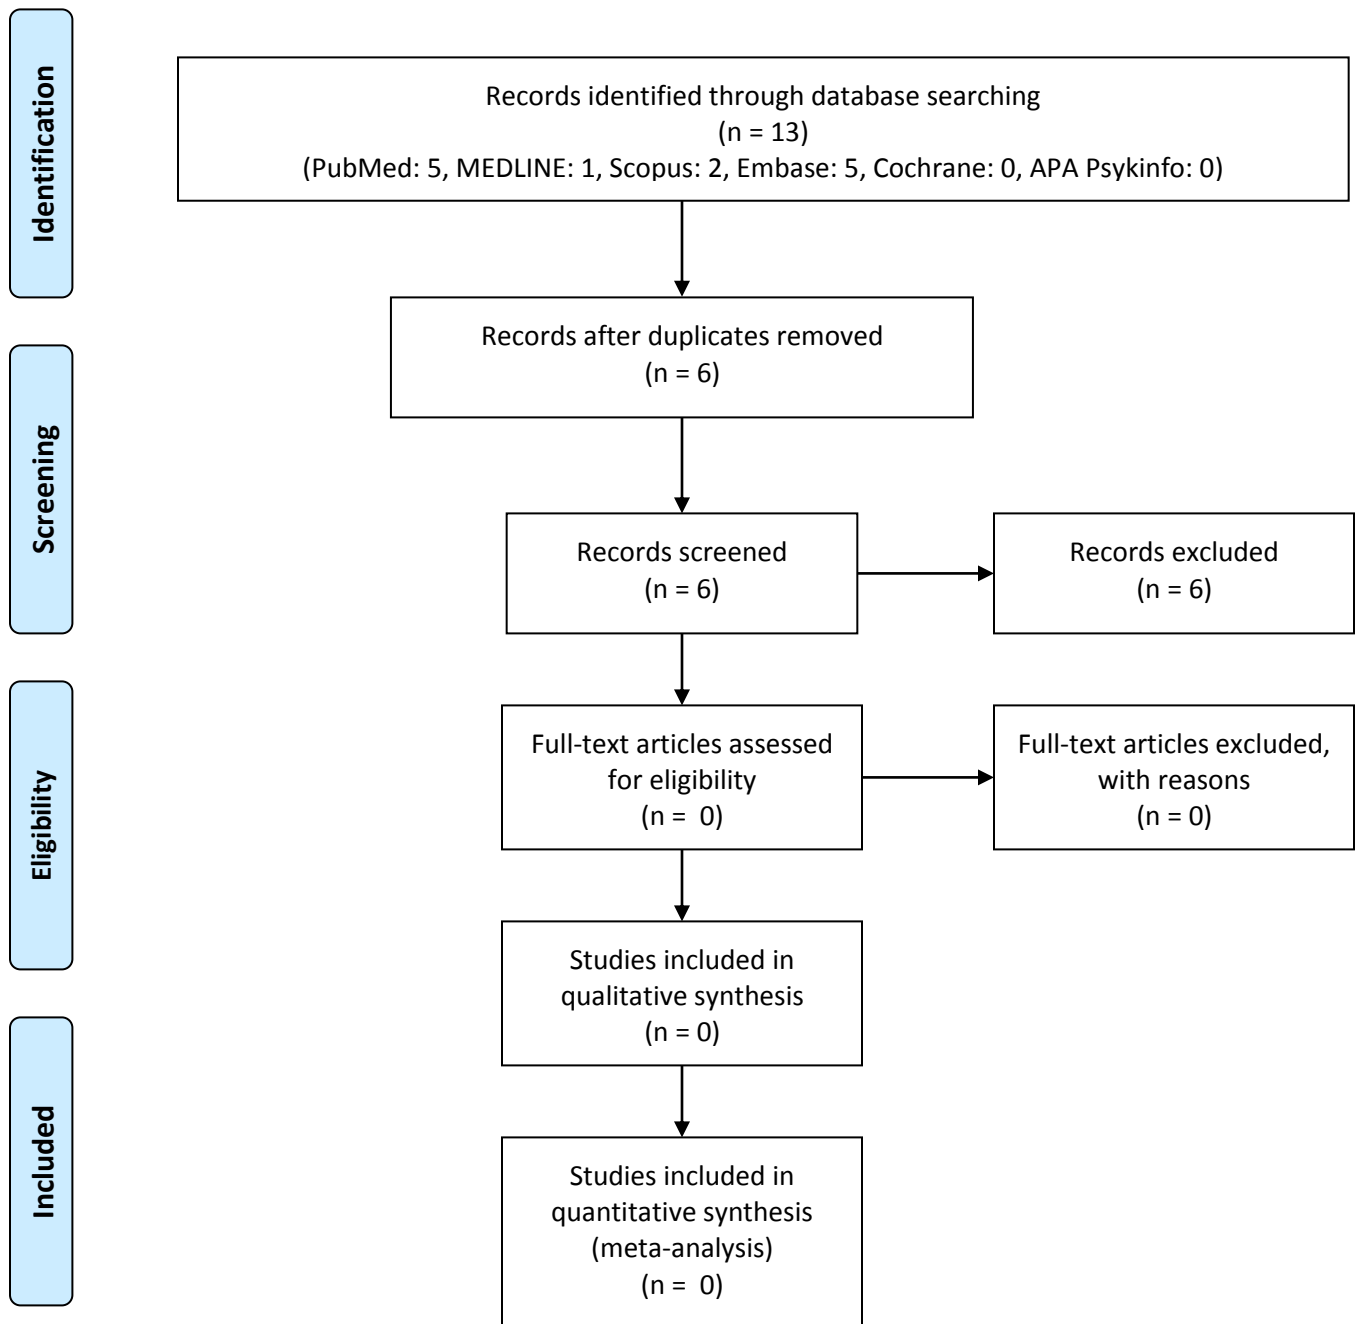 Identification
Records identified through database searching
(n = 13)
(PubMed: 5, MEDLINE: 1, Scopus: 2, Embase: 5, Cochrane: 0, APA Psykinfo: 0)
Records after duplicates removed
(n = 6)
Screening
Records screened
(n = 6)
Records excluded
(n = 6)
Eligibility
Full-text articles assessed
for eligibility
(n =  0)
Full-text articles excluded,
with reasons
(n = 0)
Studies included in
qualitative synthesis
(n = 0)
Included
Studies included in
quantitative synthesis
(meta-analysis)
(n =  0)